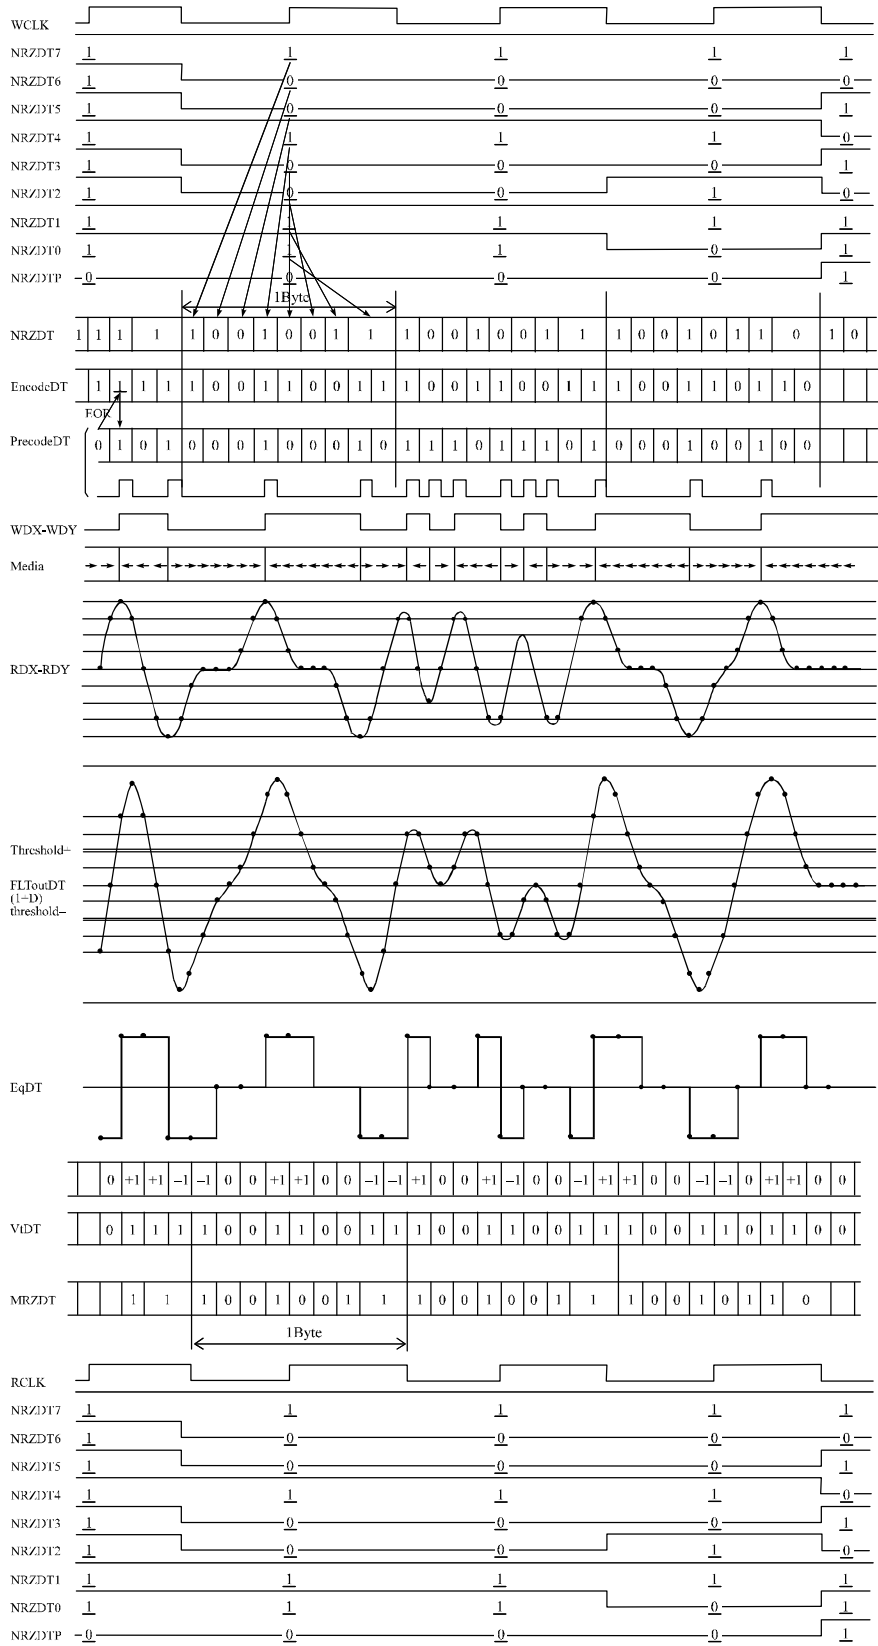 WCLK
NRZDT7 1 1 1 1 1
NRZDT6 1 0 0 0 0
NRZDT5 1 0 0 0 1
NRZDT4 1 1 1 1 0
NRZDT3 1 0 0 0 1
NRZDT2 1 0 0 1 0
NRZDT1 1 1 1 1
NRZDT0 1 1 1 0 1
NRZDTP 0 0 0 0 1
1Byte
NRZDT 1 1 1 1 1 0 0 1 0 0 1 1 1 0 0 1 0 0 1 1 1 0 0 1 0 1 1 0 1 0
EncodeDT 1 1 1 1 1 0 0 1 1 0 0 1 1 1 0 0 1 1 0 0 1 1 1 0 0 1 1 0 1 0
EOR
PrecodeDT 0 1 0 1 0 0 0 1 0 0 0 1 0 1 1 1 0 1 1 1 0 1 0 0 0 1 0 1 0 0
WDX-WDY
Media
RDX-RDY
Threshold+
FLToutDT
(1+D)
threshold−
EqDT
0 +1 +1 −1 −1 0 0 +1 +1 0 0 −1 −1 +1 0 0 +1 −1 0 0 −1 +1 +1 0 0 −1 −1 0 +1 +1 0 0
VtDT 0 1 1 1 1 0 0 1 1 0 0 1 1 1 0 0 1 1 0 0 1 1 1 0 0 1 1 0 1 1 0 0
MRZDT 1 1 1 0 0 1 0 0 1 1 1 0 0 1 0 0 1 1 1 0 0 1 0 1 1 0
1Byte
RCLK
NRZDT7 1 1 1 1 1
NRZDT6 1 0 0 0 0
NRZDT5 1 0 0 0 1
NRZDT4 1 1 1 1 0
NRZDT3 1 0 0 0 1
NRZDT2 1 0 0 1 0
NRZDT1 1 1 1 1 1
NRZDT0 1 1 1 0 1
NRZDTP 0 0 0 0 1